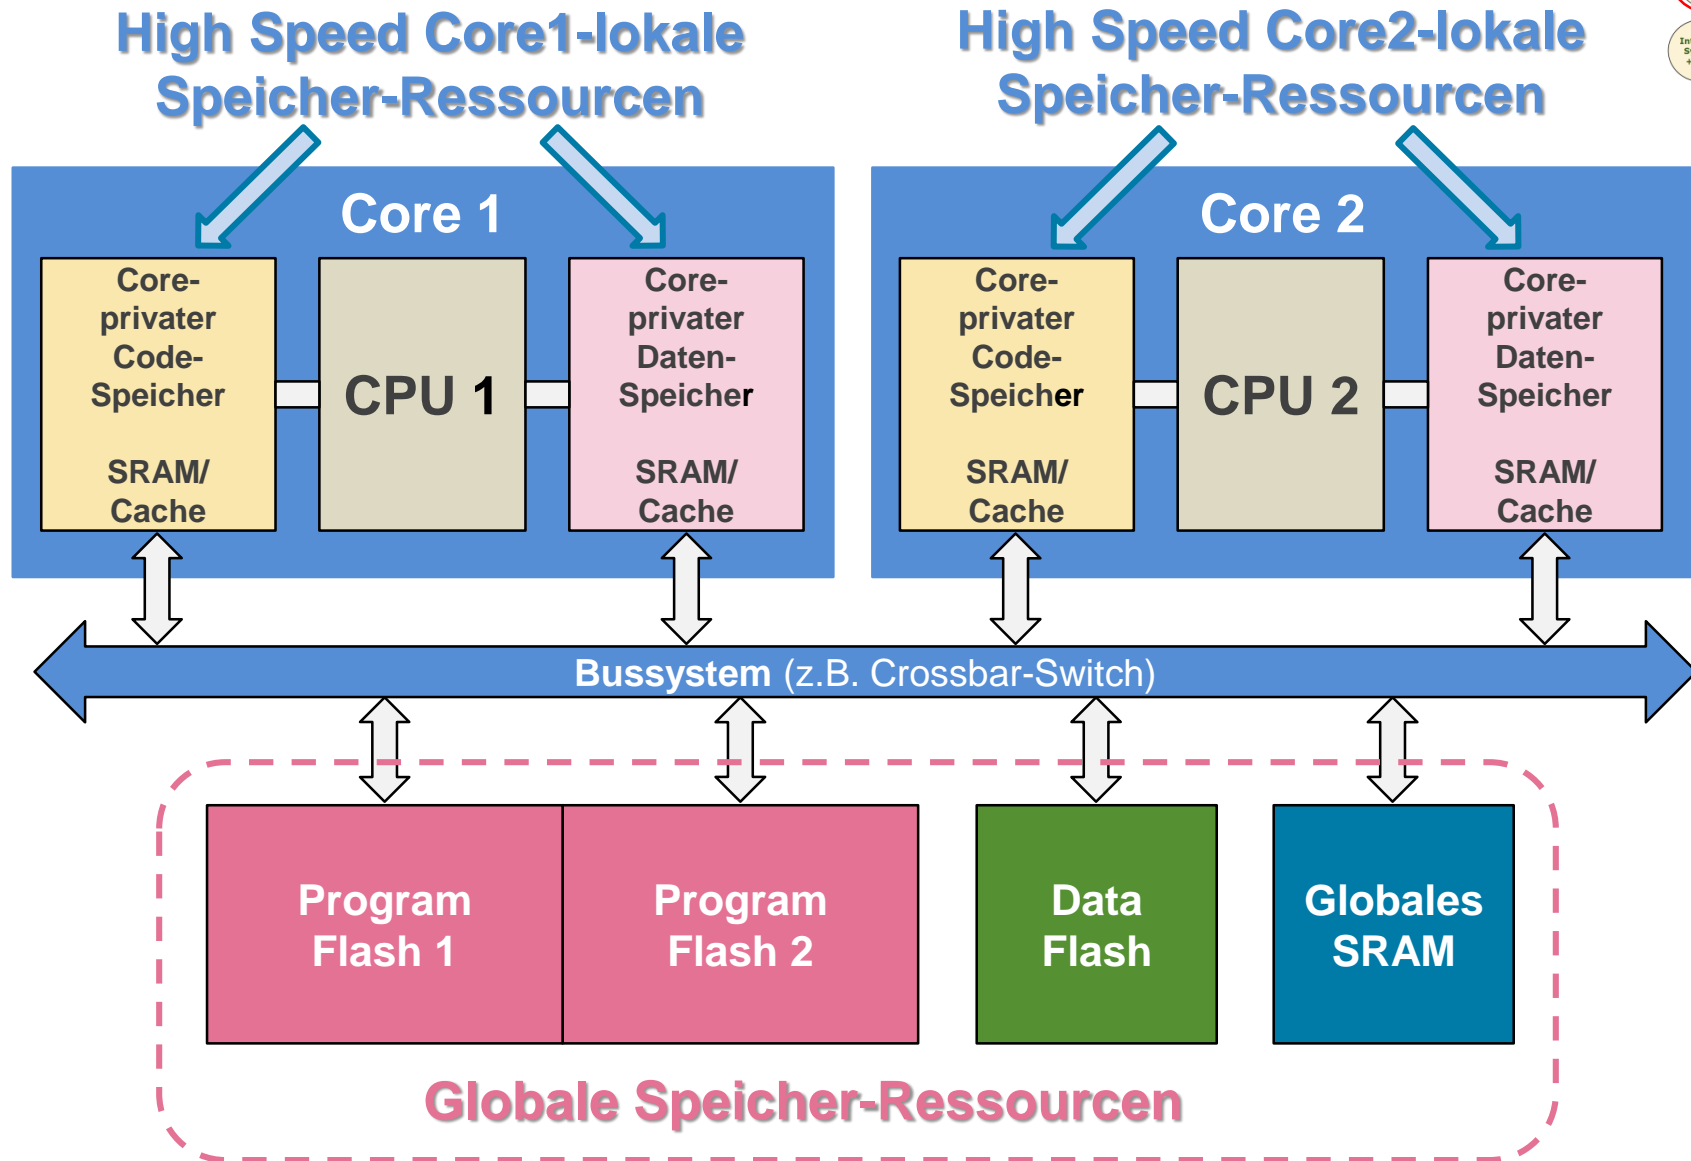 High Speed Core1-lokale
Speicher-Ressourcen
High Speed Core2-lokale
Speicher-Ressourcen
Core 1
Core-
privater
Code-
Speicher
SRAM/
Cache
CPU 1
Core-
privater
Daten-
Speicher
SRAM/
Cache
Core 2
Core-
privater
Code-
Speicher
SRAM/
Cache
CPU 2
Core-
privater
Daten-
Speicher
SRAM/
Cache
Bussystem (z.B. Crossbar-Switch)
Program
Flash 1
Program
Flash 2
Data
Flash
Globales
SRAM
Globale Speicher-Ressourcen